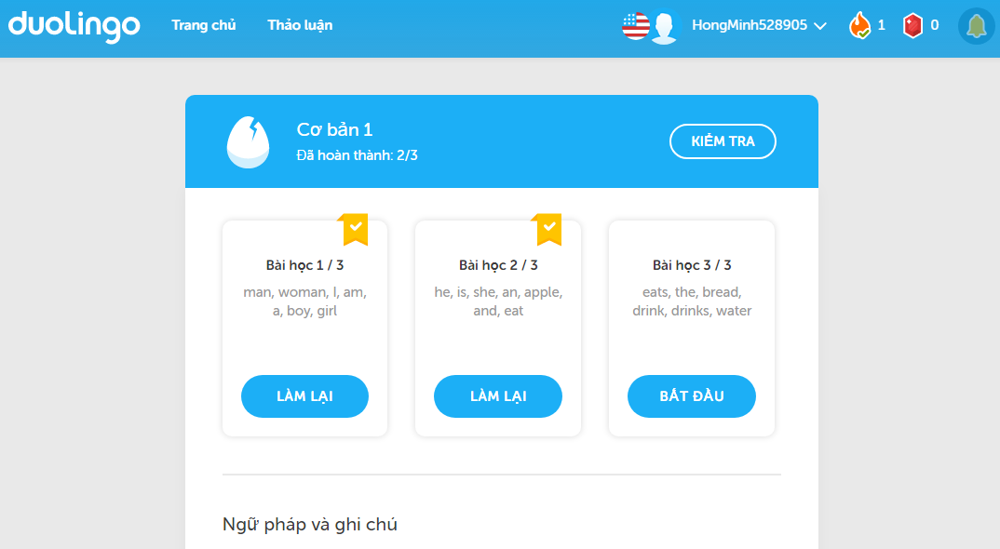 duolingo Trang chủ Thảo luận HongMinh528905 1 0
Cơ bản 1
Đã hoàn thành: 2/3
KIỂM TRA
Bài học 1 / 3
man, woman, I, am,
a, boy, girl
LÀM LẠI
Bài học 2 / 3
he, is, she, an, apple,
and, eat
LÀM LẠI
Bài học 3 / 3
eats, the, bread,
drink, drinks, water
BẮT ĐẦU
Ngữ pháp và ghi chú